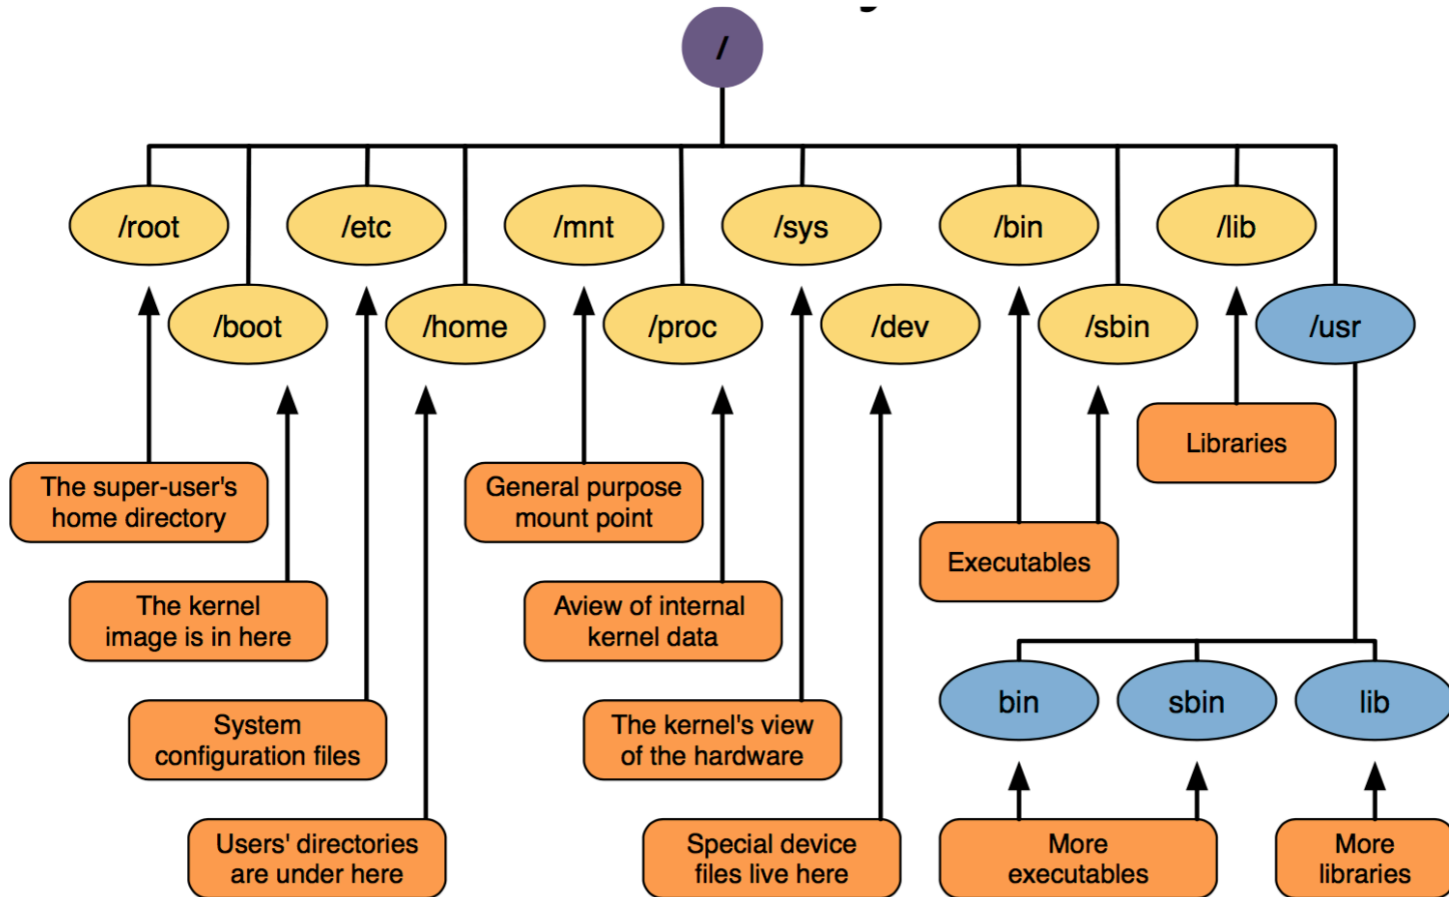 /
/root
/etc
/mnt
/sys
/bin
/lib
/boot
/home
/proc
/dev
/sbin
/usr
Libraries
The super-user's
home directory
General purpose
mount point
Executables
The kernel
image is in here
Aview of internal
kernel data
bin
sbin
lib
System
configuration files
The kernel's view
of the hardware
Users' directories
are under here
Special device
files live here
More
executables
More
libraries